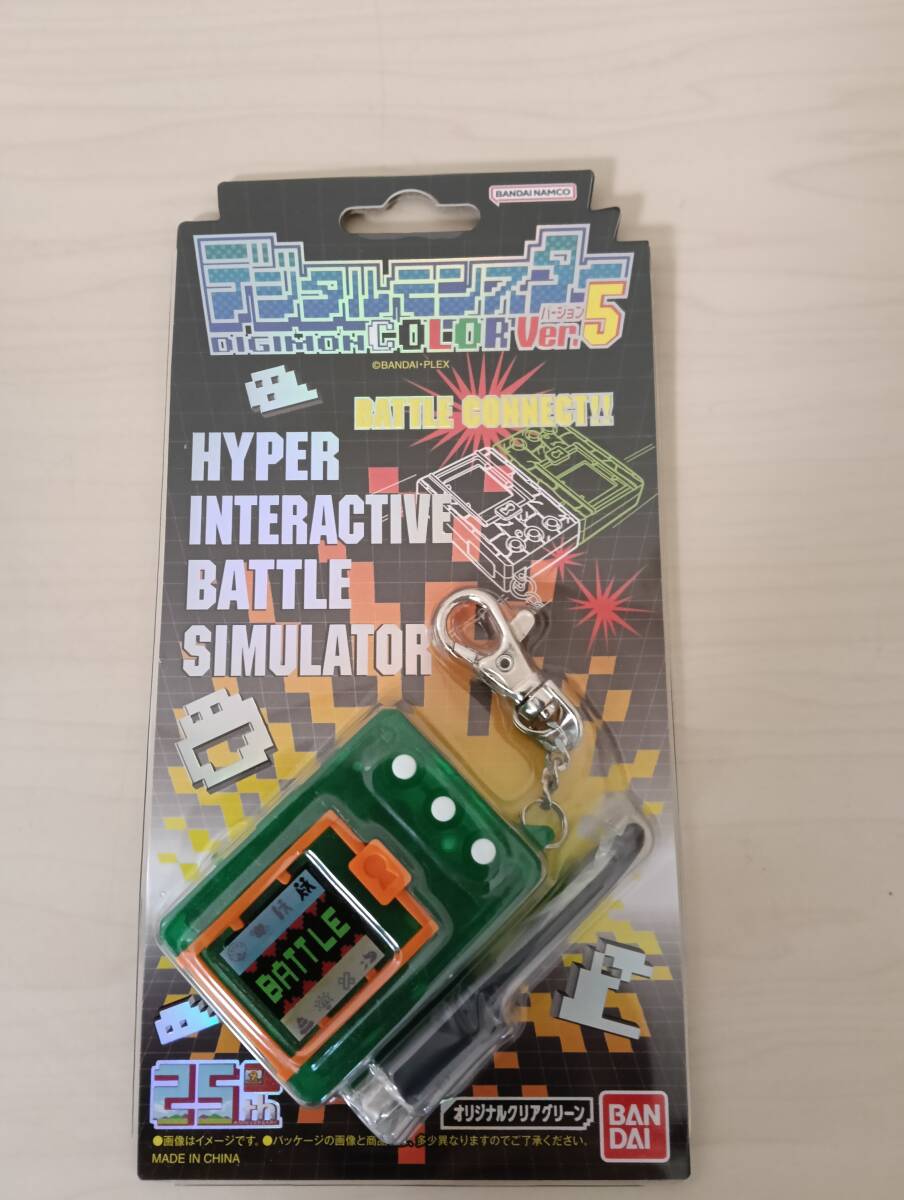 BANDAI NAMCO
デジタルモンスター
DIGIMON COLOR Ver.5
バージョン
©BANDAI・PLEX
BATTLE CONNECT!!
HYPER
INTERACTIVE
BATTLE
SIMULATOR
BATTLE
25th
オリジナルクリアグリーン
BAN
DAI
●画像はイメージです。●パッケージの画像と商品 、多少異なりますのでご了承ください。
MADE IN CHINA